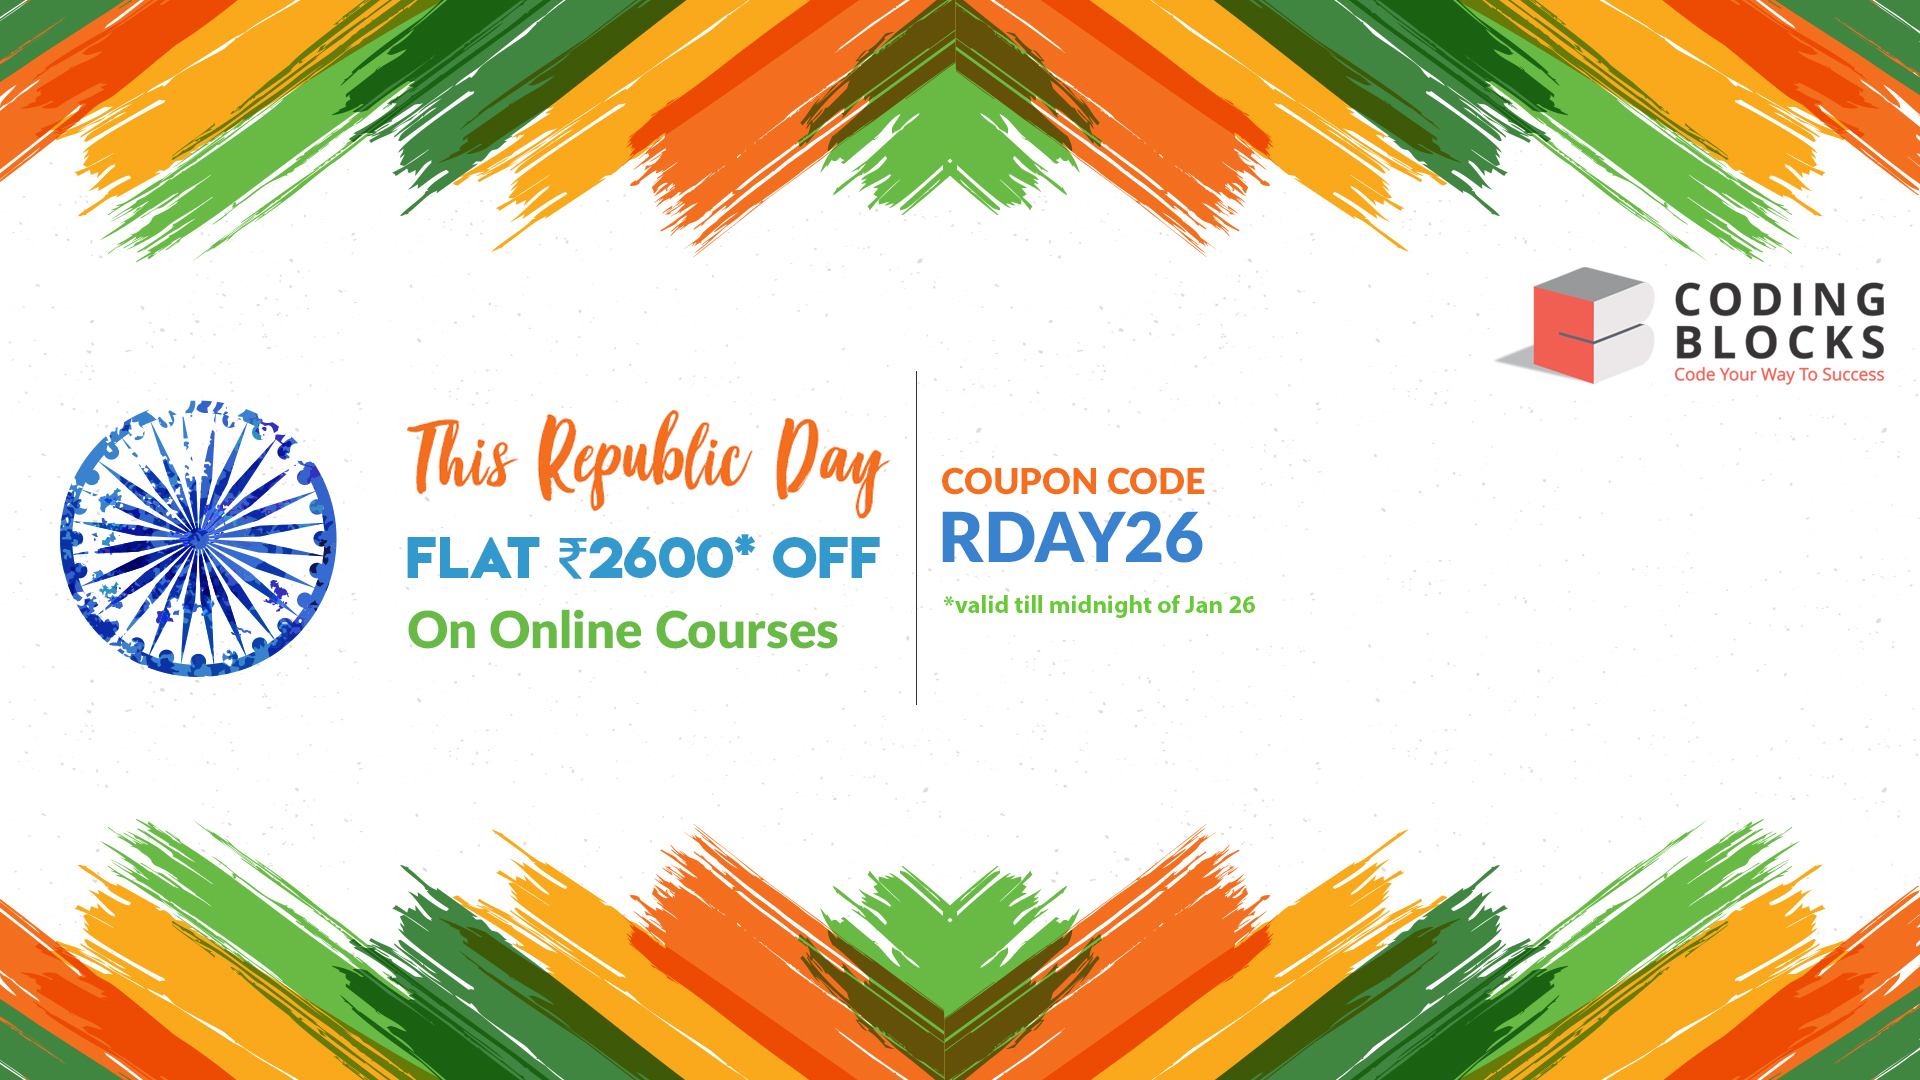 CODING
BLOCKS
Code Your Way To Success
This Republic Day
FLAT ₹2600* OFF
On Online Courses
COUPON CODE
RDAY26
*valid till midnight of Jan 26